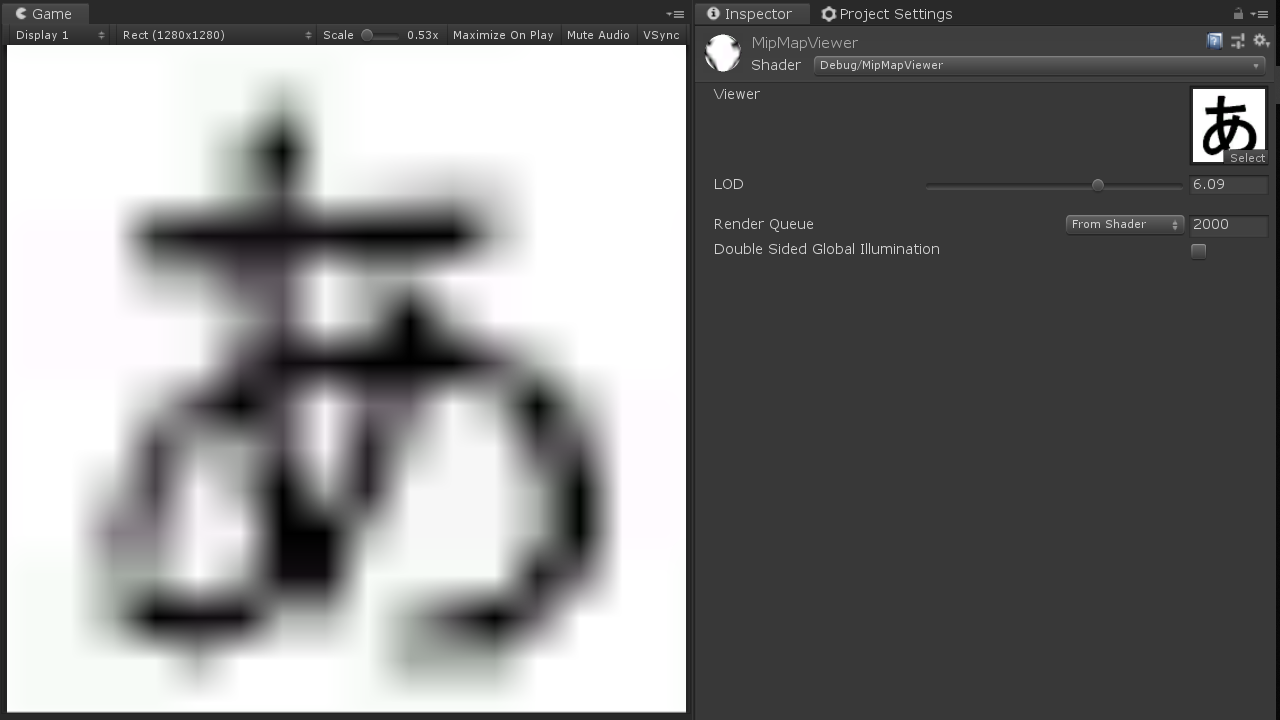 Game
Display 1 Rect (1280x1280) Scale 0.53x Maximize On Play Mute Audio VSync
あ
Inspector Project Settings
MipMapViewer
Shader Debug/MipMapViewer
Viewer
あ
Select
LOD 6.09
Render Queue From Shader 2000
Double Sided Global Illumination